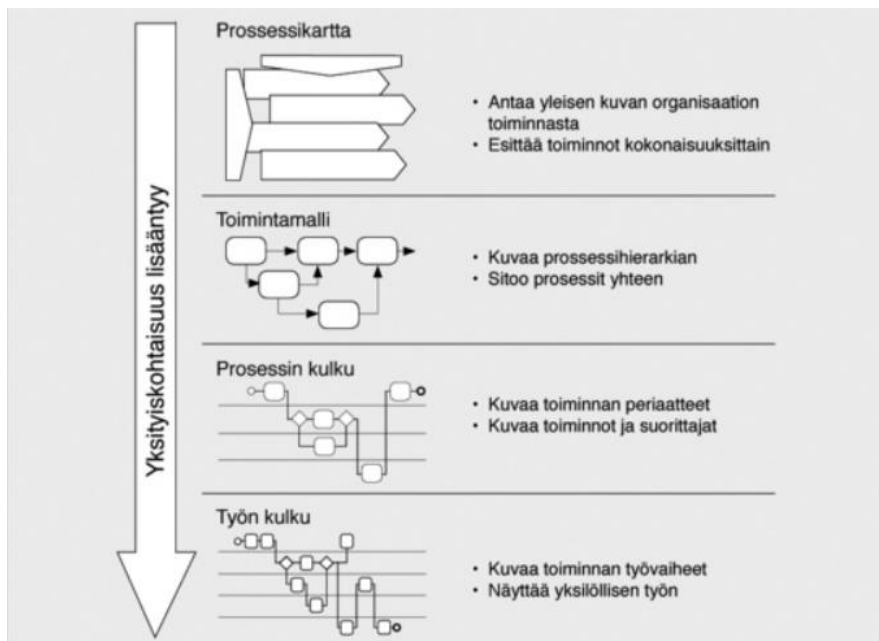 Prossessikartta
• Antaa yleisen kuvan organisaation
toiminnasta
• Esittää toiminnot kokonaisuuksittain
Yksityiskohtaisuus lisääntyy
Toimintamalli
• Kuvaa prossessihierarkian
• Sitoo prosessit yhteen
Prosessin kulku
• Kuvaa toiminnan periaatteet
• Kuvaa toiminnot ja suorittajat
Työn kulku
• Kuvaa toiminnan työvaiheet
• Näyttää yksilöllisen työn